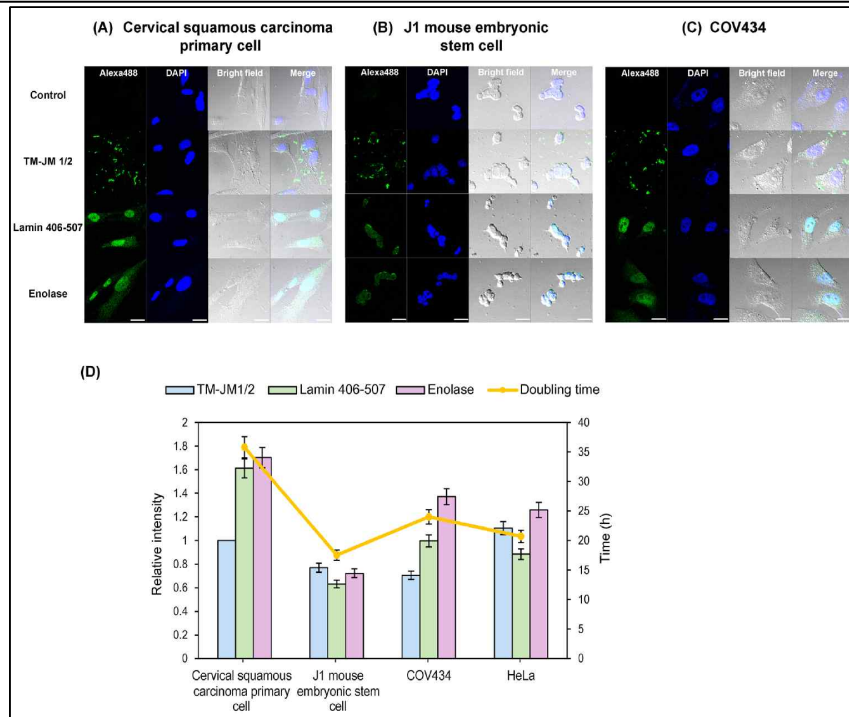 (A) Cervical squamous carcinoma
primary cell
(B) J1 mouse embryonic
stem cell
(C) COV434
Alexa488 DAPI Bright field Merge
Alexa488 DAPI Bright field Merge
Alexa488 DAPI Bright field Merge
Control
TM-JM 1/2
Lamin 406-507
Enolase
(D)
TM-JM1/2 Lamin 406-507 Enolase Doubling time
2
1.8
1.6
1.4
1.2
1
0.8
0.6
0.4
0.2
0
Relative intensity
40
35
30
25
20
15
10
5
0
Time (h)
Cervical squamous
carcinoma primary
cell
J1 mouse
embryonic stem
cell
COV434
HeLa